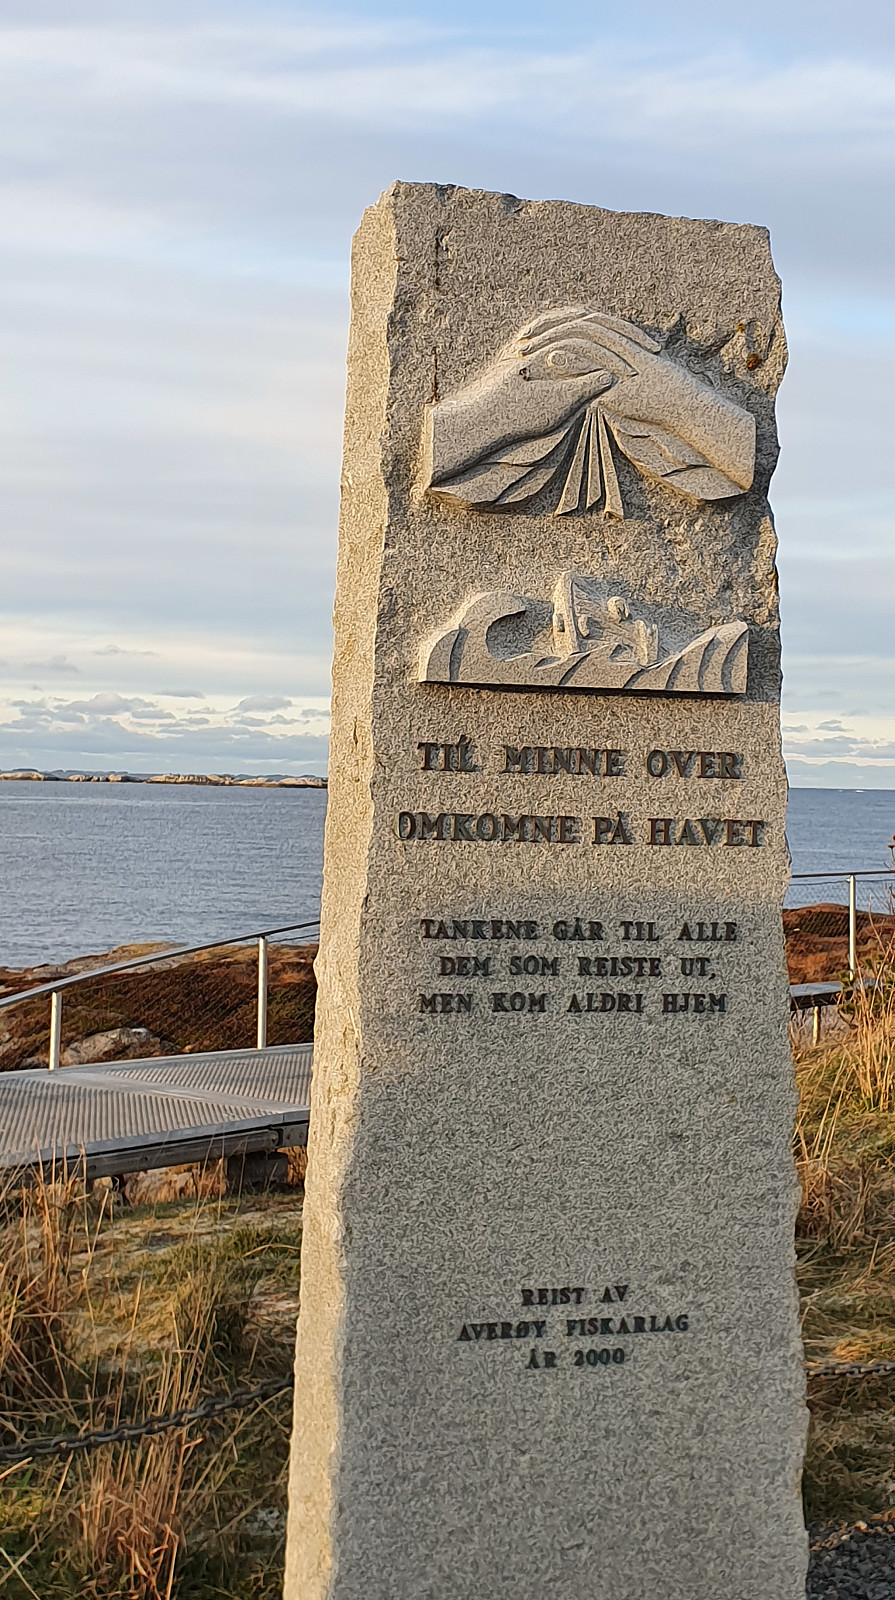 TIL MINNE OVER
OMKOMNE PÅ HAVET
TANKENE GÅR TIL ALLE
DEM SOM REISTE UT,
MEN KOM ALDRI HJEM
REIST AV
AVERØY FISKARLAG
ÅR 2000